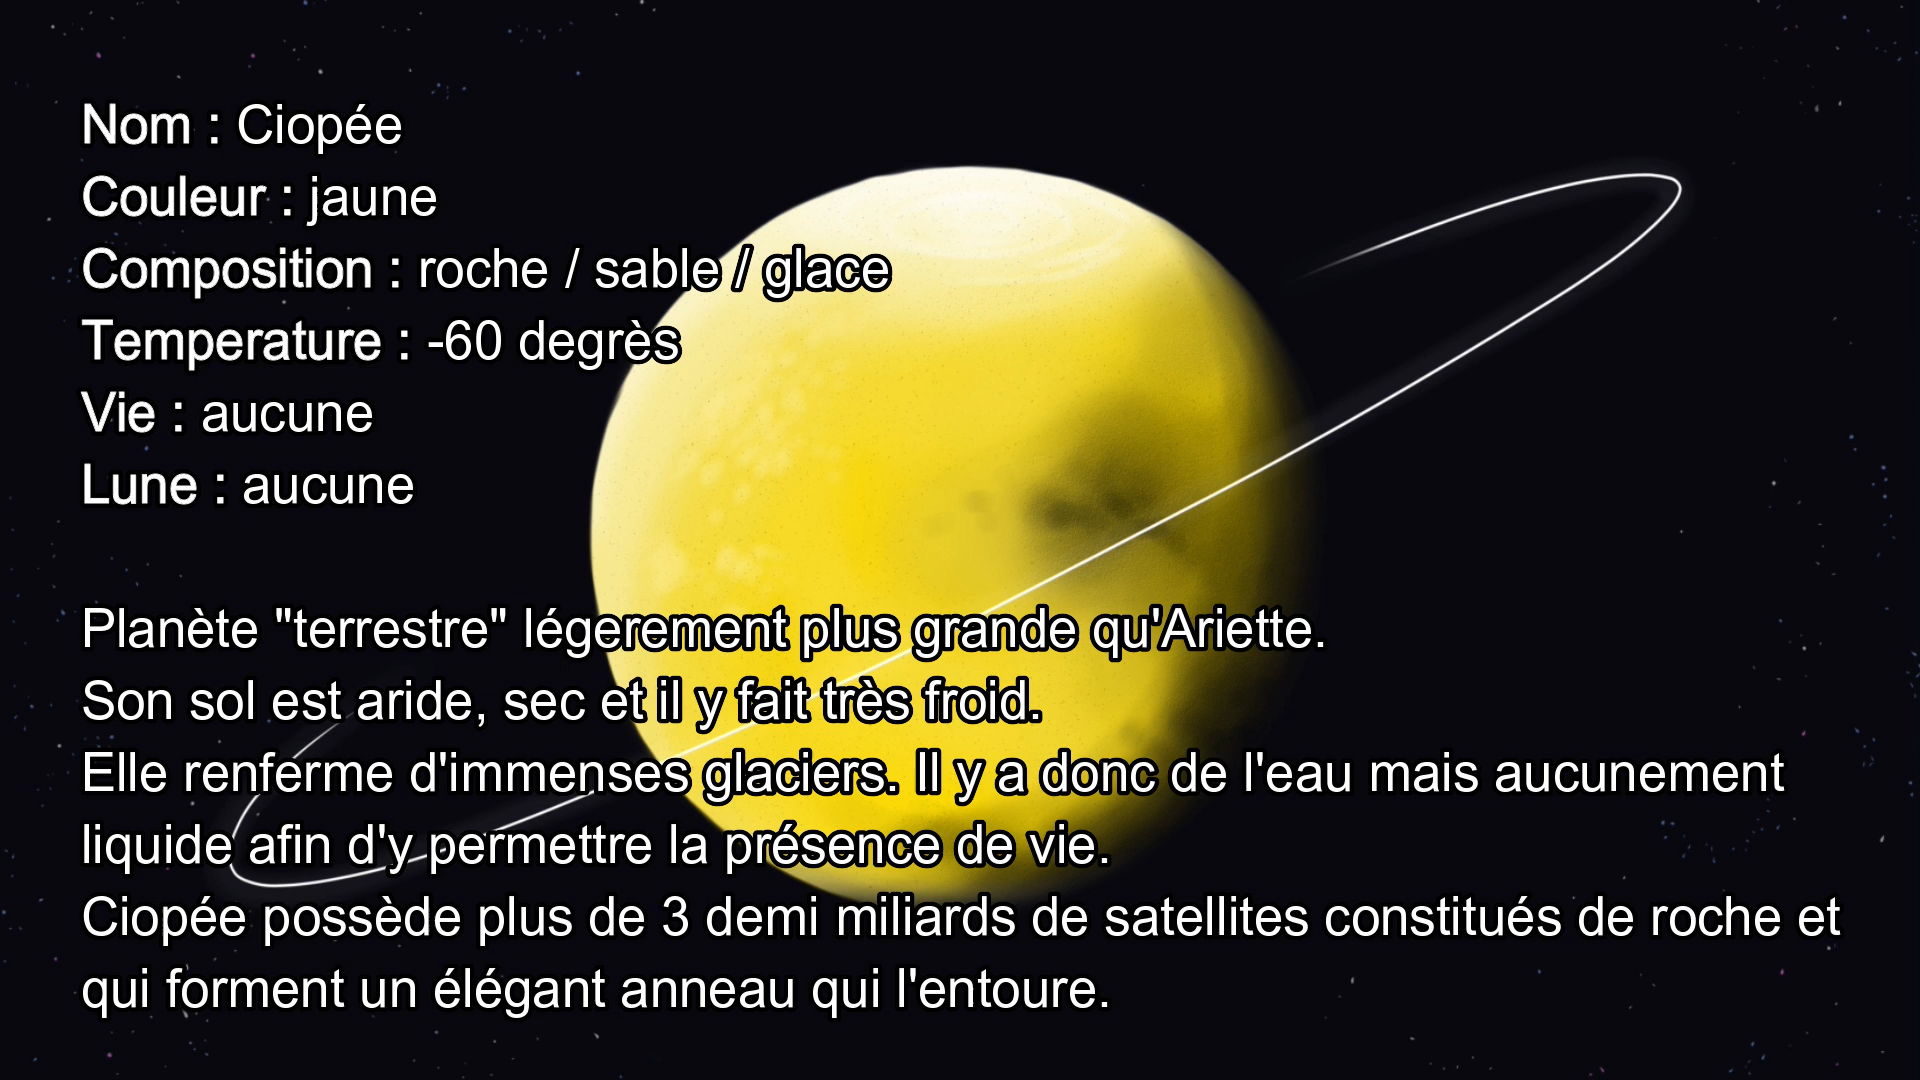 Nom : Ciopée
Couleur : jaune
Composition : roche / sable / glace
Temperature : -60 degrès
Vie : aucune
Lune : aucune
Planète "terrestre" légerement plus grande qu'Ariette.
Son sol est aride, sec et il y fait très froid.
Elle renferme d'immenses glaciers. Il y a donc de l'eau mais aucunement
liquide afin d'y permettre la présence de vie.
Ciopée possède plus de 3 demi miliards de satellites constitués de roche et
qui forment un élégant anneau qui l'entoure.